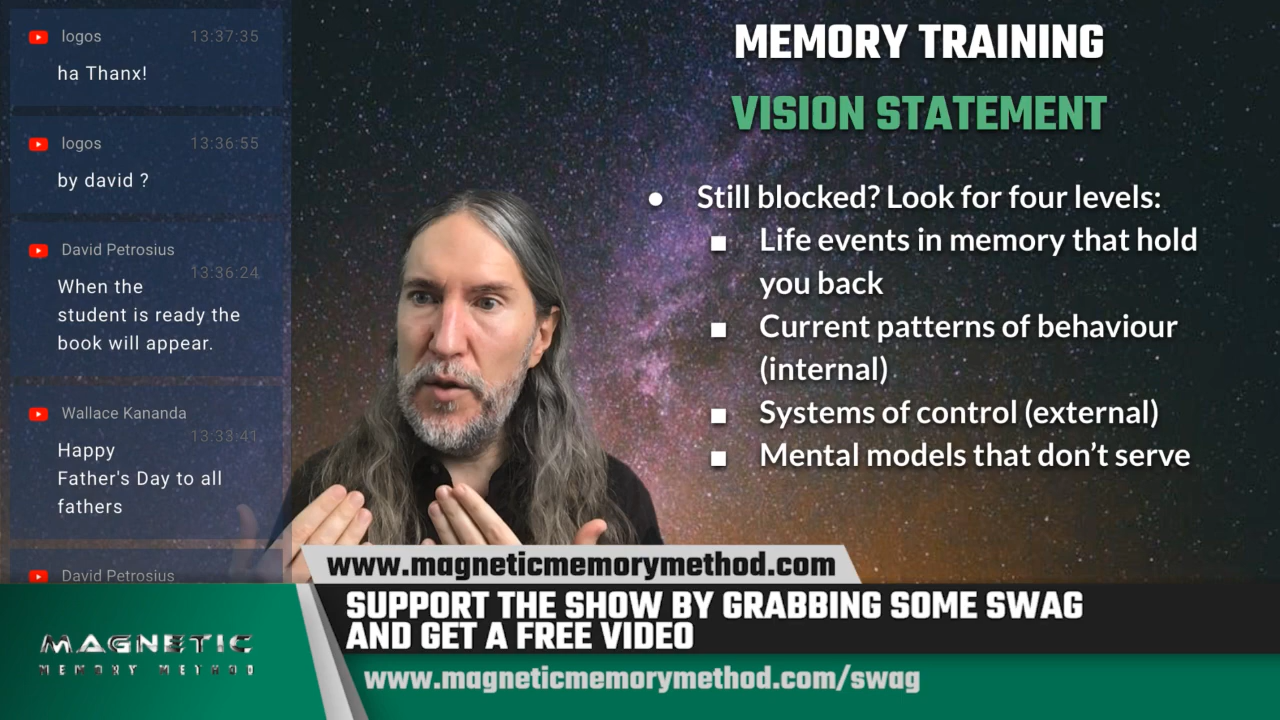 logos
13:37:35
ha Thanx!
logos
13:36:55
by david ?
David Petrosius
13:36:24
When the
student is ready the
book will appear.
Wallace Kananda
13:33:41
Happy
Father's Day to all
fathers
David Petrosius
MEMORY TRAINING
VISION STATEMENT
• Still blocked? Look for four levels:
■ Life events in memory that hold
you back
■ Current patterns of behaviour
(internal)
■ Systems of control (external)
■ Mental models that don’t serve
www.magneticmemorymethod.com
SUPPORT THE SHOW BY GRABBING SOME SWAG
AND GET A FREE VIDEO
www.magneticmemorymethod.com/swag
MAGNETIC
MEMORY METHOD